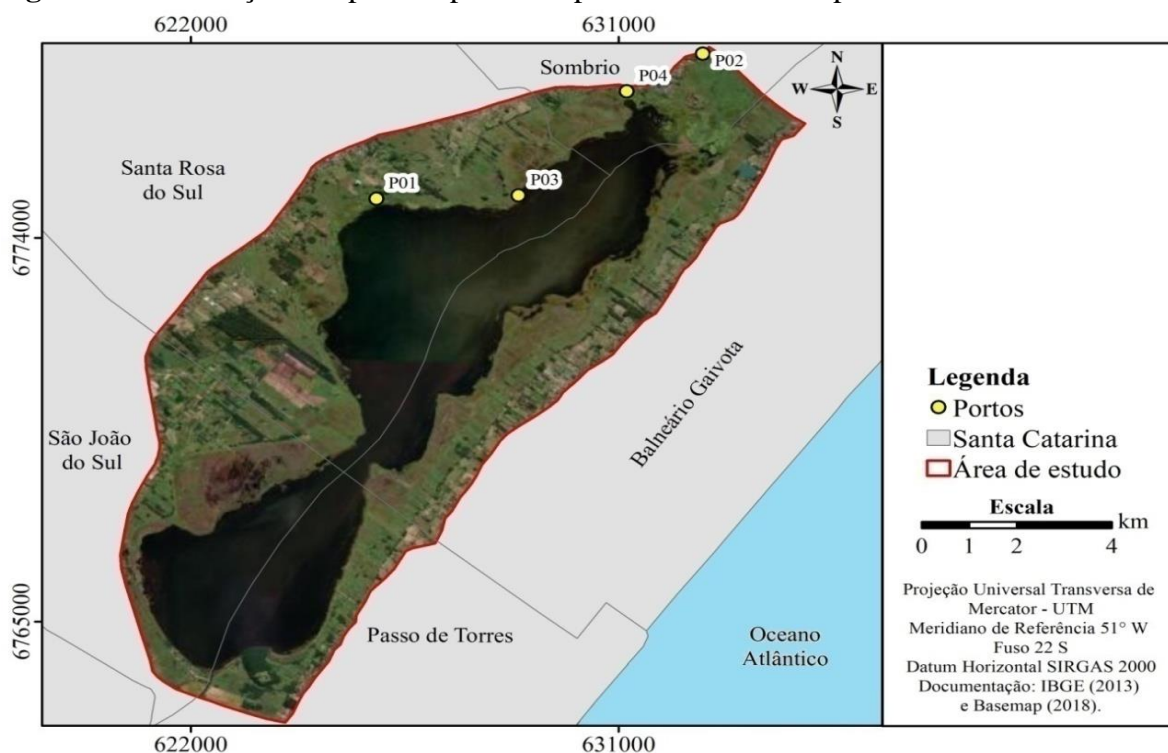 622000
631000
N
W E
S
Sombrio
P02
P04
Santa Rosa
do Sul
P01
P03
6774000
Balneário Gaivota
São João
do Sul
Legenda
Portos
Santa Catarina
Área de estudo
Escala
km
0 1 2 4
6765000
Passo de Torres
Oceano
Atlântico
Projeção Universal Transversa de
Mercator - UTM
Meridiano de Referência 51° W
Fuso 22 S
Datum Horizontal SIRGAS 2000
Documentação: IBGE (2013)
e Basemap (2018).
622000
631000